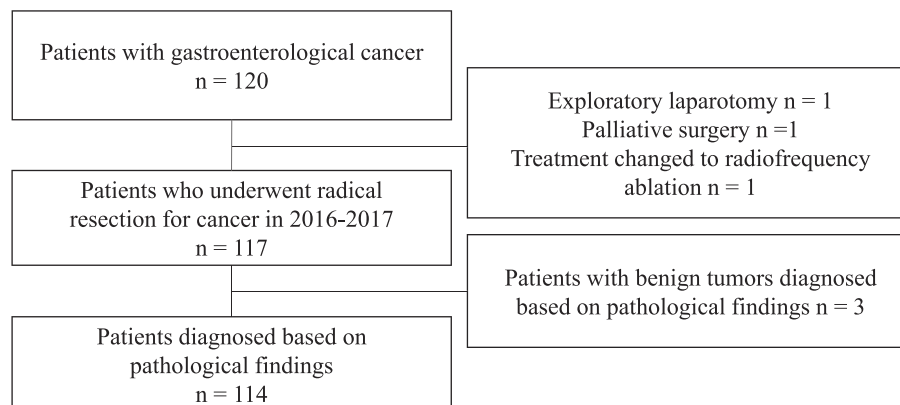 Patients with gastroenterological cancer
n = 120
Exploratory laparotomy n = 1
Palliative surgery n =1
Treatment changed to radiofrequency
ablation n = 1
Patients who underwent radical
resection for cancer in 2016-2017
n = 117
Patients with benign tumors diagnosed
based on pathological findings n = 3
Patients diagnosed based on
pathological findings
n = 114